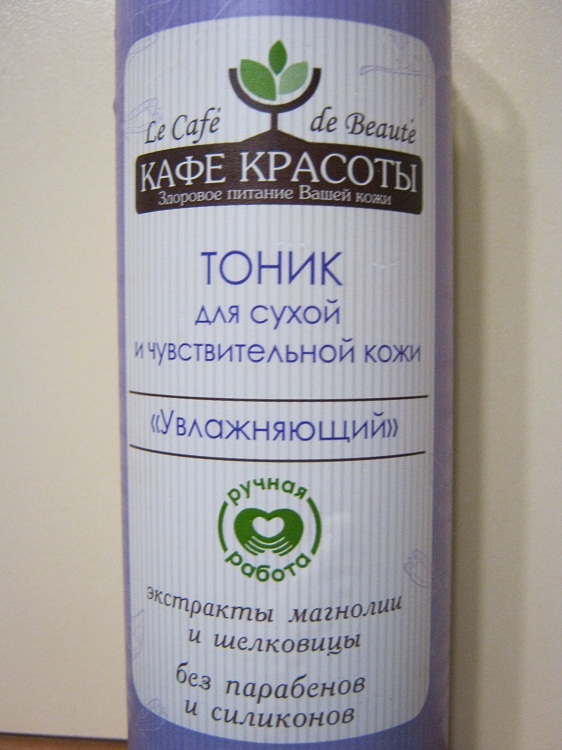 Le Café de Beauté
КАФЕ КРАСОТЫ
Здоровое питание Вашей кожи
ТОНИК
для сухой
и чувствительной кожи
«Увлажняющий»
ручная
работа
экстракты магнолии
и шелковицы
без парабенов
и силиконов